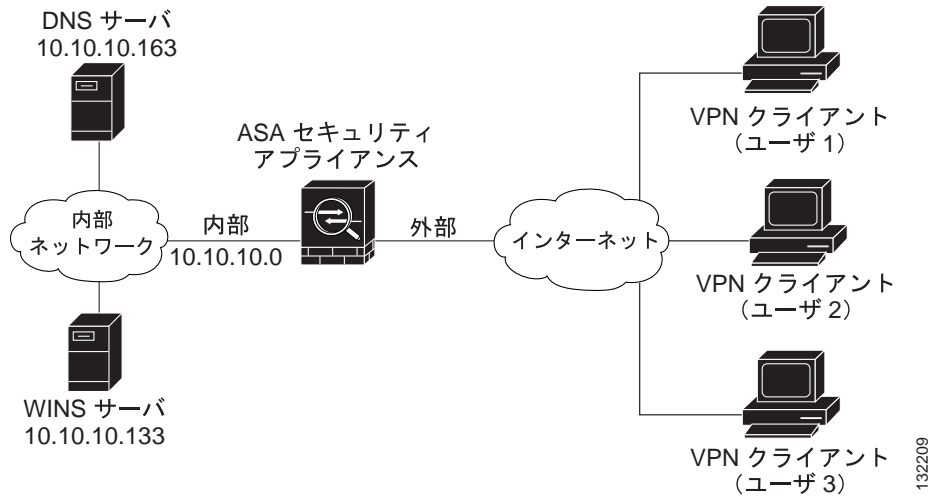 DNS サーバ
10.10.10.163
ASA セキュリティ
アプライアンス
内部
ネットワーク
内部
10.10.10.0
外部
インターネット
WINS サーバ
10.10.10.133
VPN クライアント
（ユーザ 1）
VPN クライアント
（ユーザ 2）
VPN クライアント
（ユーザ 3）
132209